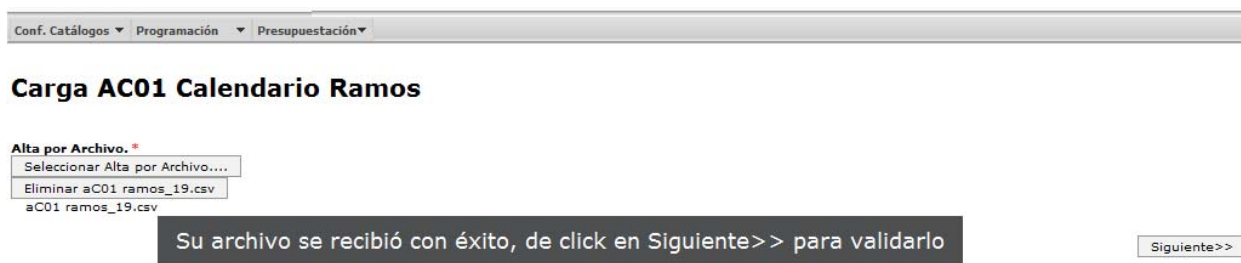 Conf. Catálogos ▼ Programación ▼ Presupuestación▼
Carga AC01 Calendario Ramos
Alta por Archivo. *
Seleccionar Alta por Archivo....
Eliminar aC01 ramos_19.csv
aC01 ramos_19.csv
Su archivo se recibió con éxito, de click en Siguiente>> para validarlo
Siguiente>>